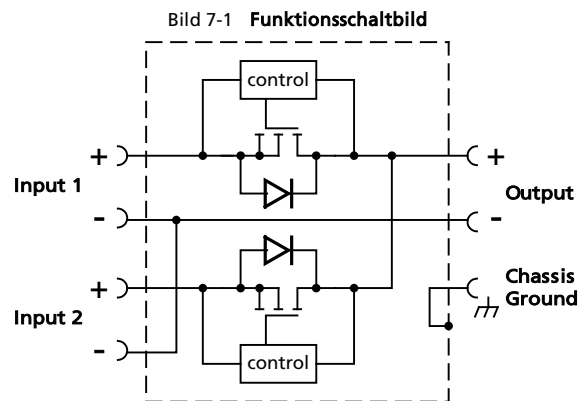 Bild 7-1 Funktionsschaltbild
control
+
+
Input 1
Output
-
-
+
Chassis
Ground
Input 2
-
control